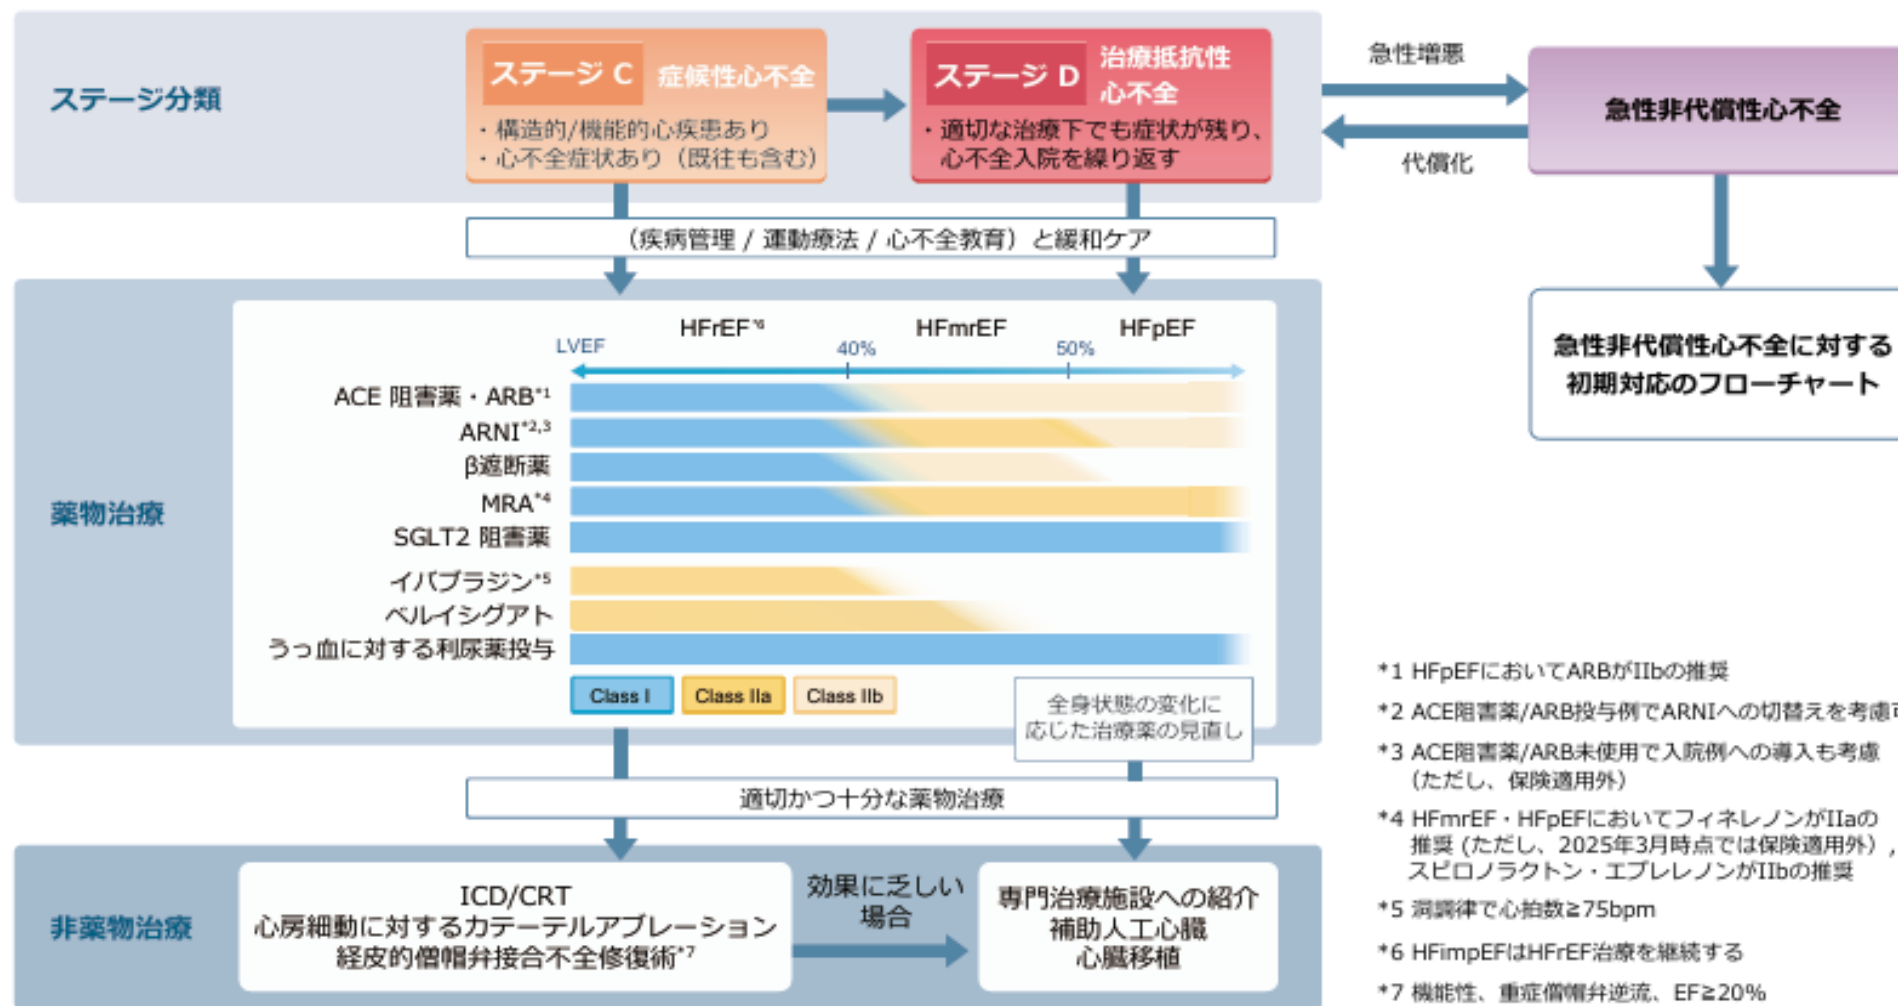 ステージ分類
ステージ C 症候性心不全
・構造的/機能的心疾患あり
・心不全症状あり（既往も含む）
ステージ D 治療抵抗性
心不全
・適切な治療下でも症状が残り、
心不全入院を繰り返す
急性増悪
代償化
急性非代償性心不全
（疾病管理 / 運動療法 / 心不全教育）と緩和ケア
急性非代償性心不全に対する
初期対応のフローチャート
薬物治療
HFrEF*6 HFmrEF HFpEF
LVEF 40% 50%
ACE 阻害薬・ARB*1
ARNI*2,3
β遮断薬
MRA*4
SGLT2 阻害薬
イバブラジン*5
ベルイシグアト
うっ血に対する利尿薬投与
Class I Class IIa Class IIb
全身状態の変化に
応じた治療薬の見直し
適切かつ十分な薬物治療
非薬物治療
ICD/CRT
心房細動に対するカテーテルアブレーション
経皮的僧帽弁接合不全修復術*7
効果に乏しい
場合
専門治療施設への紹介
補助人工心臓
心臓移植
*1 HFpEFにおいてARBがIIbの推奨
*2 ACE阻害薬/ARB投与例でARNIへの切替えを考慮
*3 ACE阻害薬/ARB未使用で入院例への導入も考慮
（ただし、保険適用外）
*4 HFmrEF・HFpEFにおいてフィネレノンがIIaの
推奨 (ただし、2025年3月時点では保険適用外）,
スピロノラクトン・エプレレノンがIIbの推奨
*5 洞調律で心拍数≧75bpm
*6 HFimpEFはHFrEF治療を継続する
*7 機能性、重症僧帽弁逆流、EF≧20%